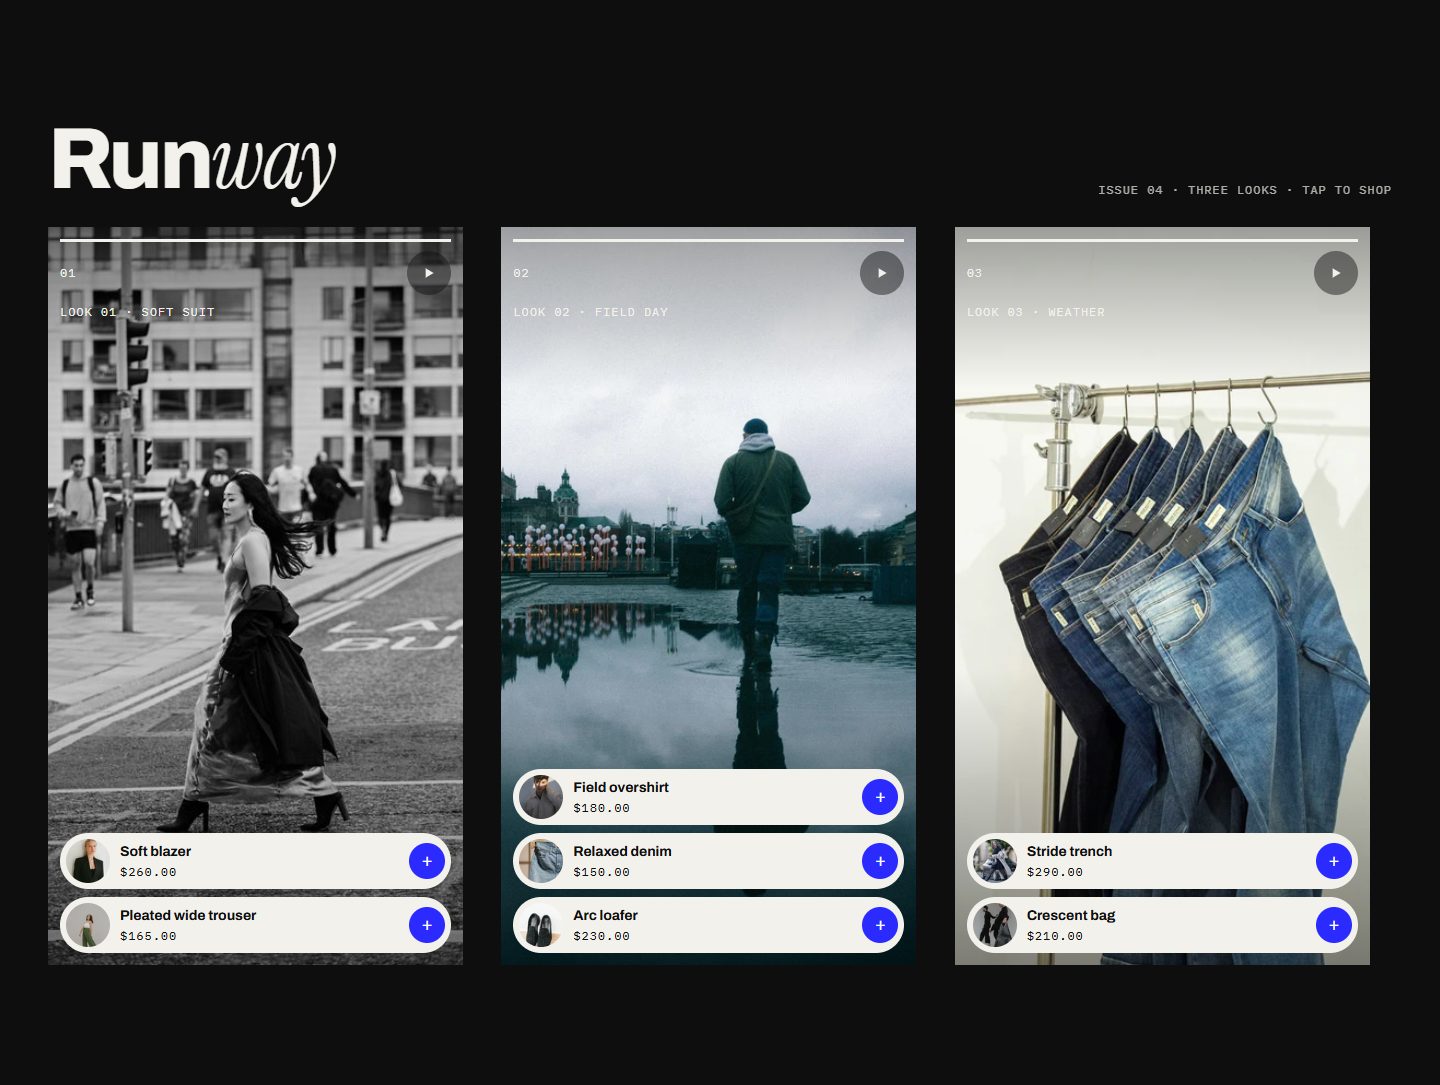 Runway
ISSUE 04 · THREE LOOKS · TAP TO SHOP
01
LOOK 01 · SOFT SUIT
Soft blazer
$260.00
+
Pleated wide trouser
$165.00
+
02
LOOK 02 · FIELD DAY
Field overshirt
$180.00
+
Relaxed denim
$150.00
+
Arc loafer
$230.00
+
03
LOOK 03 · WEATHER
Stride trench
$290.00
+
Crescent bag
$210.00
+